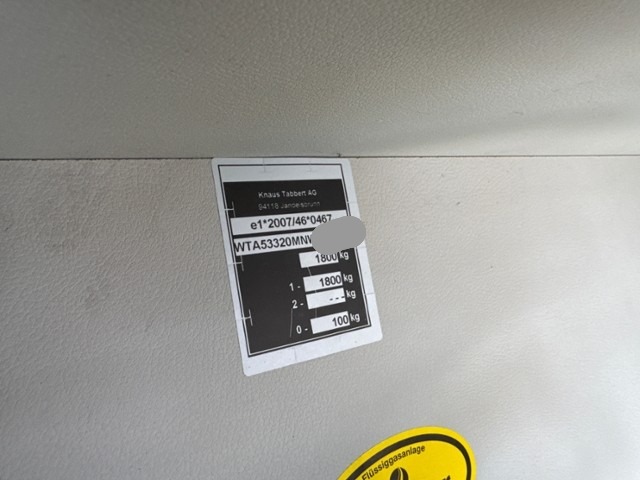 Knaus Tabbert AG
94118 Jandelsbrunn
e1*2007/46*0467
WTA53320MN
1800 kg
1 - 1800 kg
2 - --- kg
0 - 100 kg
Flüssiggasanlage